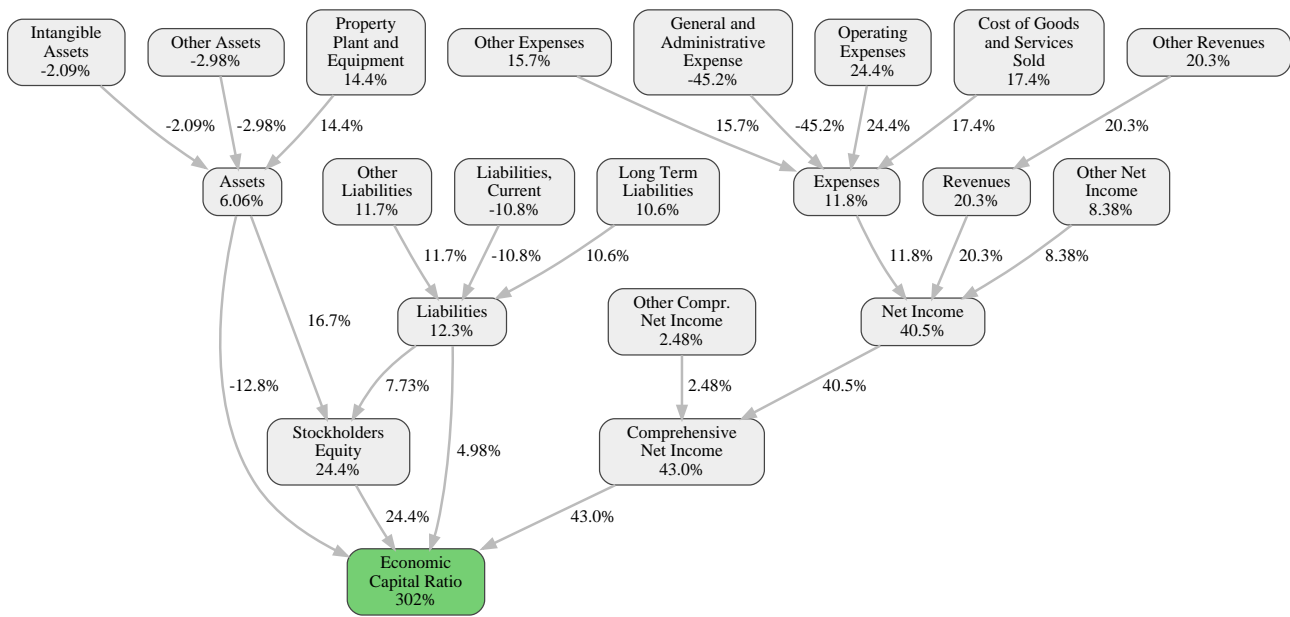 Intangible
Assets
-2.09%
Other Assets
-2.98%
Property
Plant and
Equipment
14.4%
Other Expenses
15.7%
General and
Administrative
Expense
-45.2%
Operating
Expenses
24.4%
Cost of Goods
and Services
Sold
17.4%
Other Revenues
20.3%
-2.09%
-2.98%
14.4%
15.7%
-45.2%
24.4%
17.4%
20.3%
Assets
6.06%
Other
Liabilities
11.7%
Liabilities,
Current
-10.8%
Long Term
Liabilities
10.6%
Expenses
11.8%
Revenues
20.3%
Other Net
Income
8.38%
11.7%
-10.8%
10.6%
11.8%
20.3%
8.38%
Liabilities
12.3%
Other Compr.
Net Income
2.48%
Net Income
40.5%
16.7%
-12.8%
7.73%
2.48%
40.5%
Stockholders
Equity
24.4%
4.98%
Comprehensive
Net Income
43.0%
24.4%
43.0%
Economic
Capital Ratio
302%